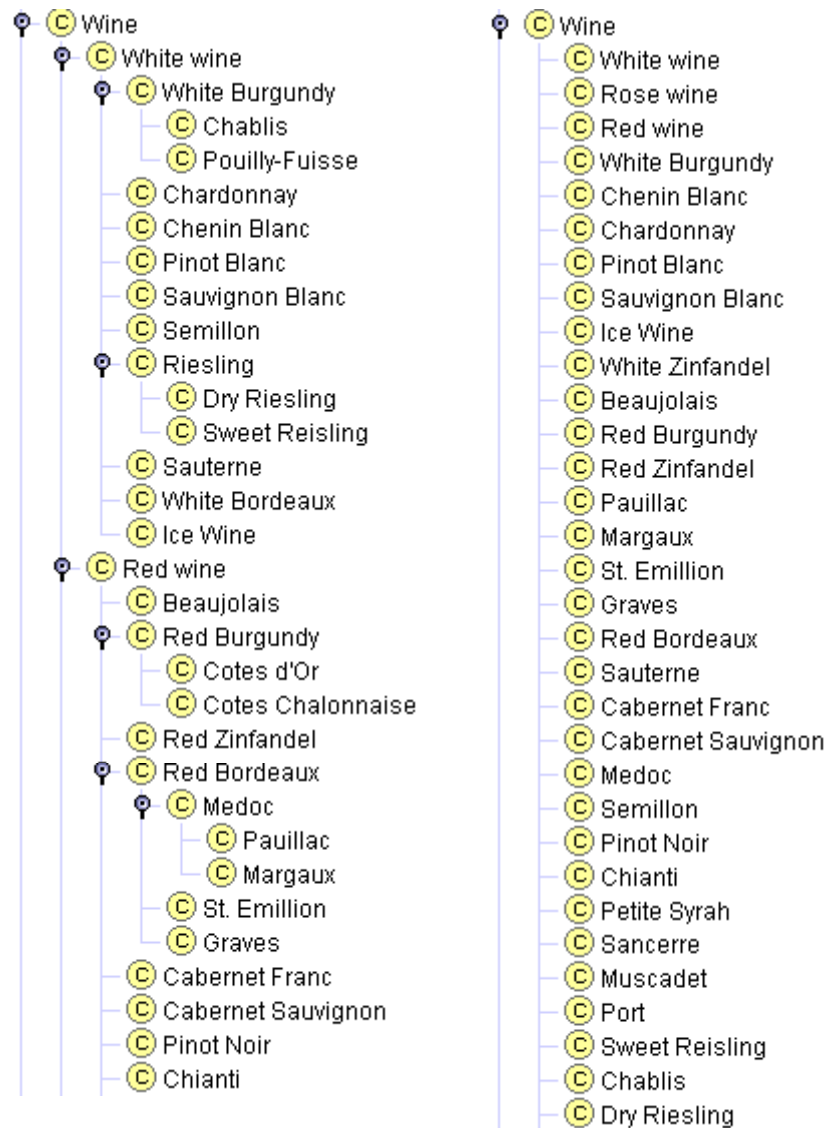 Wine
White wine
White Burgundy
Chablis
Pouilly-Fuisse
Chardonnay
Chenin Blanc
Pinot Blanc
Sauvignon Blanc
Semillon
Riesling
Dry Riesling
Sweet Reisling
Sauterne
White Bordeaux
Ice Wine
Red wine
Beaujolais
Red Burgundy
Cotes d'Or
Cotes Chalonnaise
Red Zinfandel
Red Bordeaux
Medoc
Pauillac
Margaux
St. Emillion
Graves
Cabernet Franc
Cabernet Sauvignon
Pinot Noir
Chianti
Wine
White wine
Rose wine
Red wine
White Burgundy
Chenin Blanc
Chardonnay
Pinot Blanc
Sauvignon Blanc
Ice Wine
White Zinfandel
Beaujolais
Red Burgundy
Red Zinfandel
Pauillac
Margaux
St. Emillion
Graves
Red Bordeaux
Sauterne
Cabernet Franc
Cabernet Sauvignon
Medoc
Semillon
Pinot Noir
Chianti
Petite Syrah
Sancerre
Muscadet
Port
Sweet Reisling
Chablis
Dry Riesling